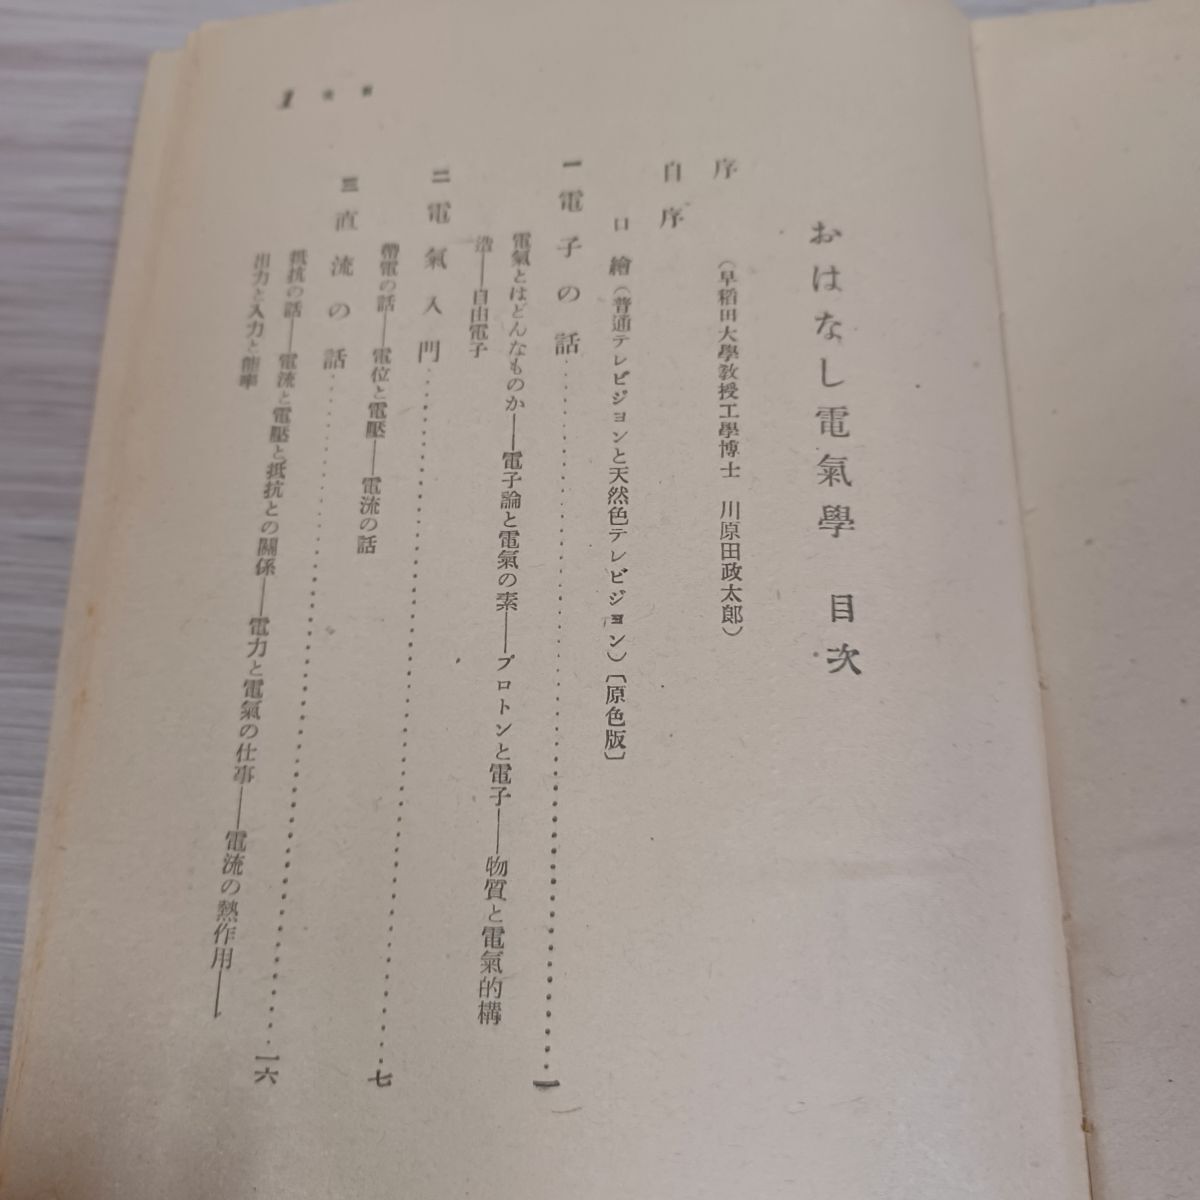 おはなし電氣學 目次
序 (早稻田大學教授工學博士 川原田政太郎)
自序
口繪(普通テレビジョンと天然色テレビジョン)〔原色版〕
一 電子の話……一
電氣とはどんなものか――電子論と電氣の素――プロトンと電子――物質と電氣的構
造――自由電子
二 電氣入門……七
帶電の話――電位と電壓――電流の話
三 直流の話……一六
抵抗の話――電流と電壓と抵抗との關係――電力と電氣の仕事――電流の熱作用――
出力と入力と能率
1